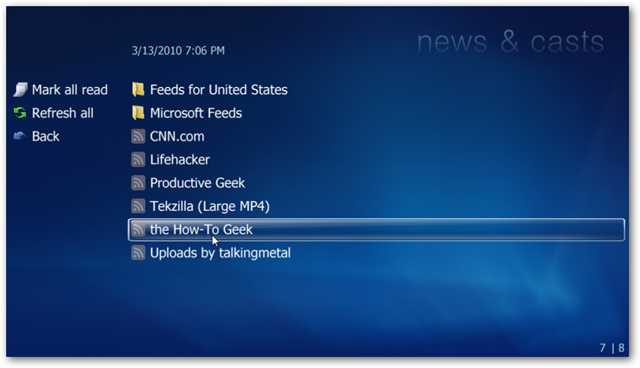 news & casts
3/13/2010 7:06 PM
Mark all read
Refresh all
Back
Feeds for United States
Microsoft Feeds
CNN.com
Lifehacker
Productive Geek
Tekzilla (Large MP4)
the How-To Geek
Uploads by talkingmetal
7 | 8